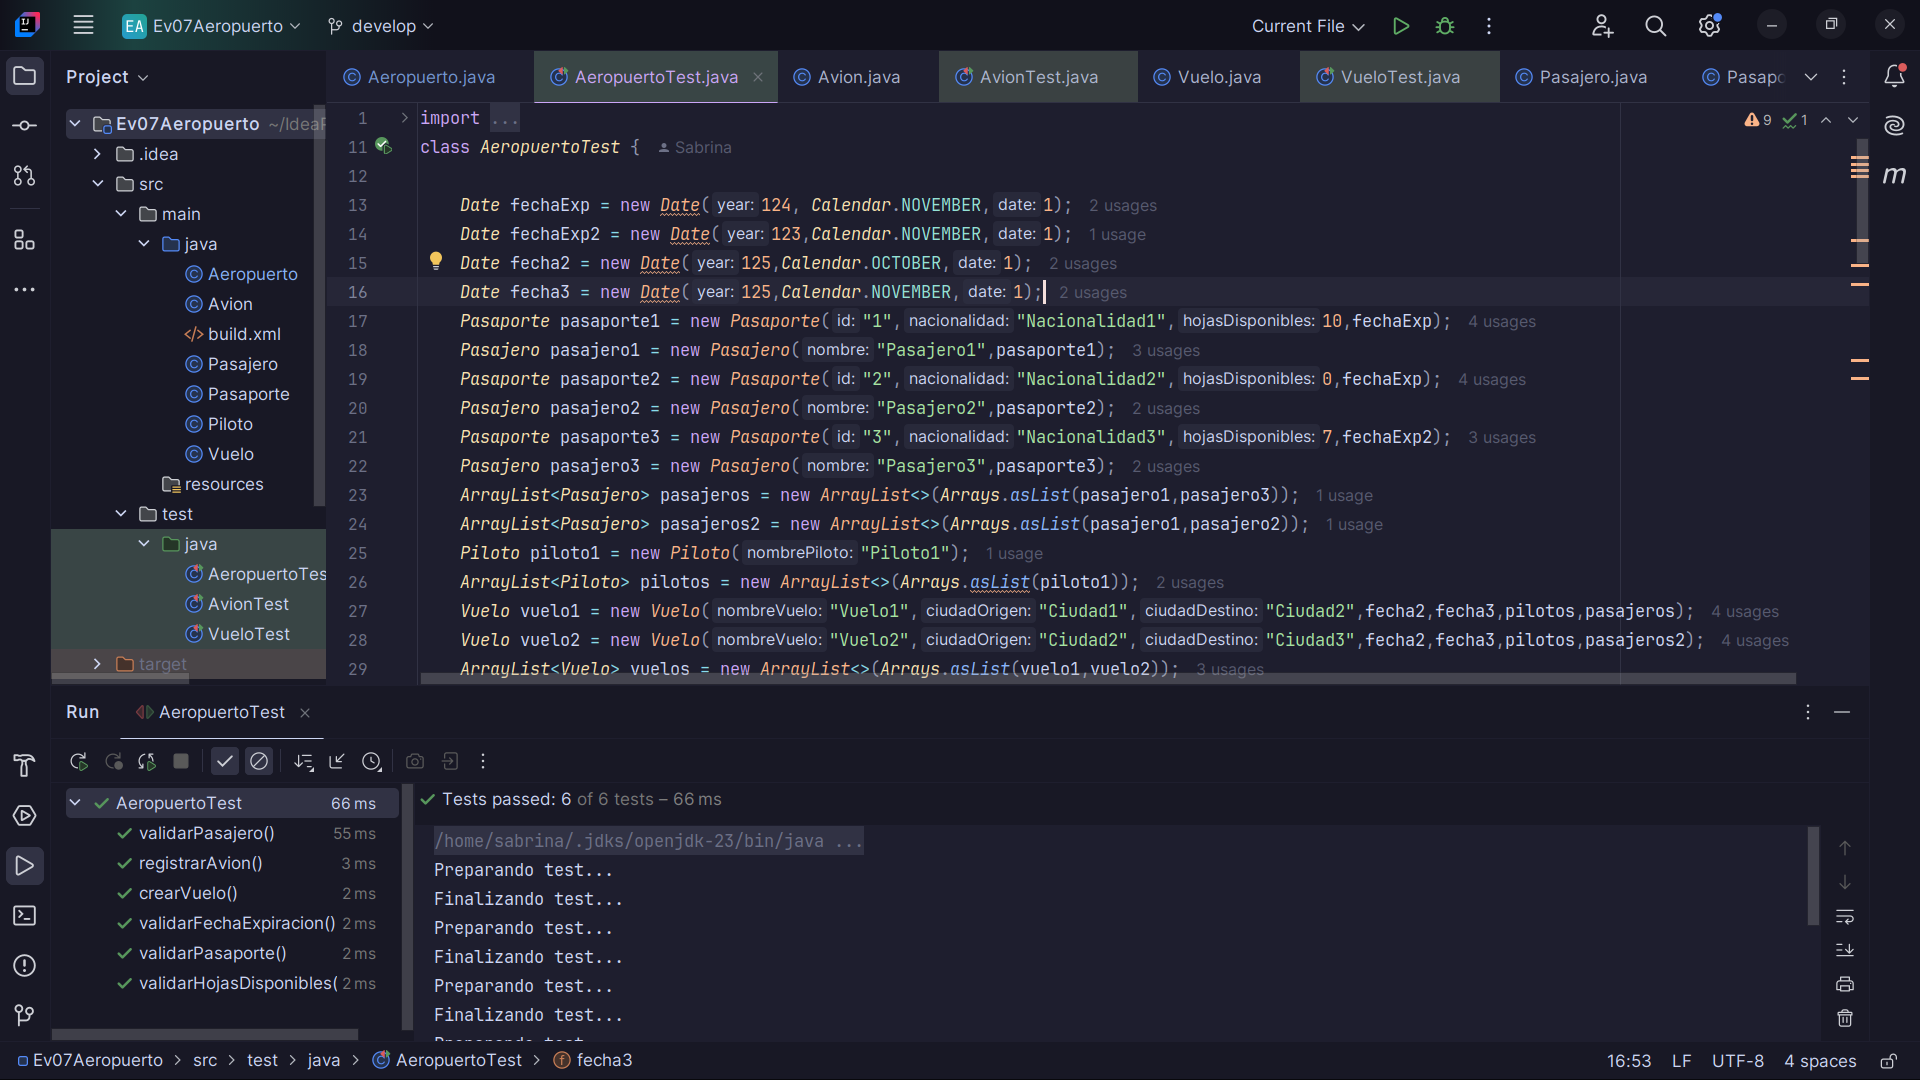 EA Ev07Aeropuerto develop Current File
Project
Aeropuerto.java AeropuertoTest.java Avion.java AvionTest.java Vuelo.java VueloTest.java Pasajero.java Pasapo
Ev07Aeropuerto ~/IdeaP
.idea
src
main
java
Aeropuerto
Avion
build.xml
Pasajero
Pasaporte
Piloto
Vuelo
resources
test
java
AeropuertoTes
AvionTest
VueloTest
target
9 1
1 import ...
11 class AeropuertoTest { Sabrina
12
13 Date fechaExp = new Date( year: 124, Calendar.NOVEMBER, date: 1); 2 usages
14 Date fechaExp2 = new Date( year: 123,Calendar.NOVEMBER, date: 1); 1 usage
15 Date fecha2 = new Date( year: 125,Calendar.OCTOBER, date: 1); 2 usages
16 Date fecha3 = new Date( year: 125,Calendar.NOVEMBER, date: 1); 2 usages
17 Pasaporte pasaporte1 = new Pasaporte( id: "1", nacionalidad: "Nacionalidad1", hojasDisponibles: 10,fechaExp); 4 usages
18 Pasajero pasajero1 = new Pasajero( nombre: "Pasajero1",pasaporte1); 3 usages
19 Pasaporte pasaporte2 = new Pasaporte( id: "2", nacionalidad: "Nacionalidad2", hojasDisponibles: 0,fechaExp); 4 usages
20 Pasajero pasajero2 = new Pasajero( nombre: "Pasajero2",pasaporte2); 2 usages
21 Pasaporte pasaporte3 = new Pasaporte( id: "3", nacionalidad: "Nacionalidad3", hojasDisponibles: 7,fechaExp2); 3 usages
22 Pasajero pasajero3 = new Pasajero( nombre: "Pasajero3",pasaporte3); 2 usages
23 ArrayList<Pasajero> pasajeros = new ArrayList<>(Arrays.asList(pasajero1,pasajero3)); 1 usage
24 ArrayList<Pasajero> pasajeros2 = new ArrayList<>(Arrays.asList(pasajero1,pasajero2)); 1 usage
25 Piloto piloto1 = new Piloto( nombrePiloto: "Piloto1"); 1 usage
26 ArrayList<Piloto> pilotos = new ArrayList<>(Arrays.asList(piloto1)); 2 usages
27 Vuelo vuelo1 = new Vuelo( nombreVuelo: "Vuelo1", ciudadOrigen: "Ciudad1", ciudadDestino: "Ciudad2",fecha2,fecha3,pilotos,pasajeros); 4 usages
28 Vuelo vuelo2 = new Vuelo( nombreVuelo: "Vuelo2", ciudadOrigen: "Ciudad2", ciudadDestino: "Ciudad3",fecha2,fecha3,pilotos,pasajeros2); 4 usages
29 ArrayList<Vuelo> vuelos = new ArrayList<>(Arrays.asList(vuelo1,vuelo2)); 3 usages
Run AeropuertoTest
AeropuertoTest 66 ms
validarPasajero() 55 ms
registrarAvion() 3 ms
crearVuelo() 2 ms
validarFechaExpiracion() 2 ms
validarPasaporte() 2 ms
validarHojasDisponibles( 2 ms
Tests passed: 6 of 6 tests – 66 ms
/home/sabrina/.jdks/openjdk-23/bin/java ...
Preparando test...
Finalizando test...
Preparando test...
Finalizando test...
Preparando test...
Finalizando test...
Preparando test...
Ev07Aeropuerto > src > test > java > AeropuertoTest > fecha3 16:53 LF UTF-8 4 spaces